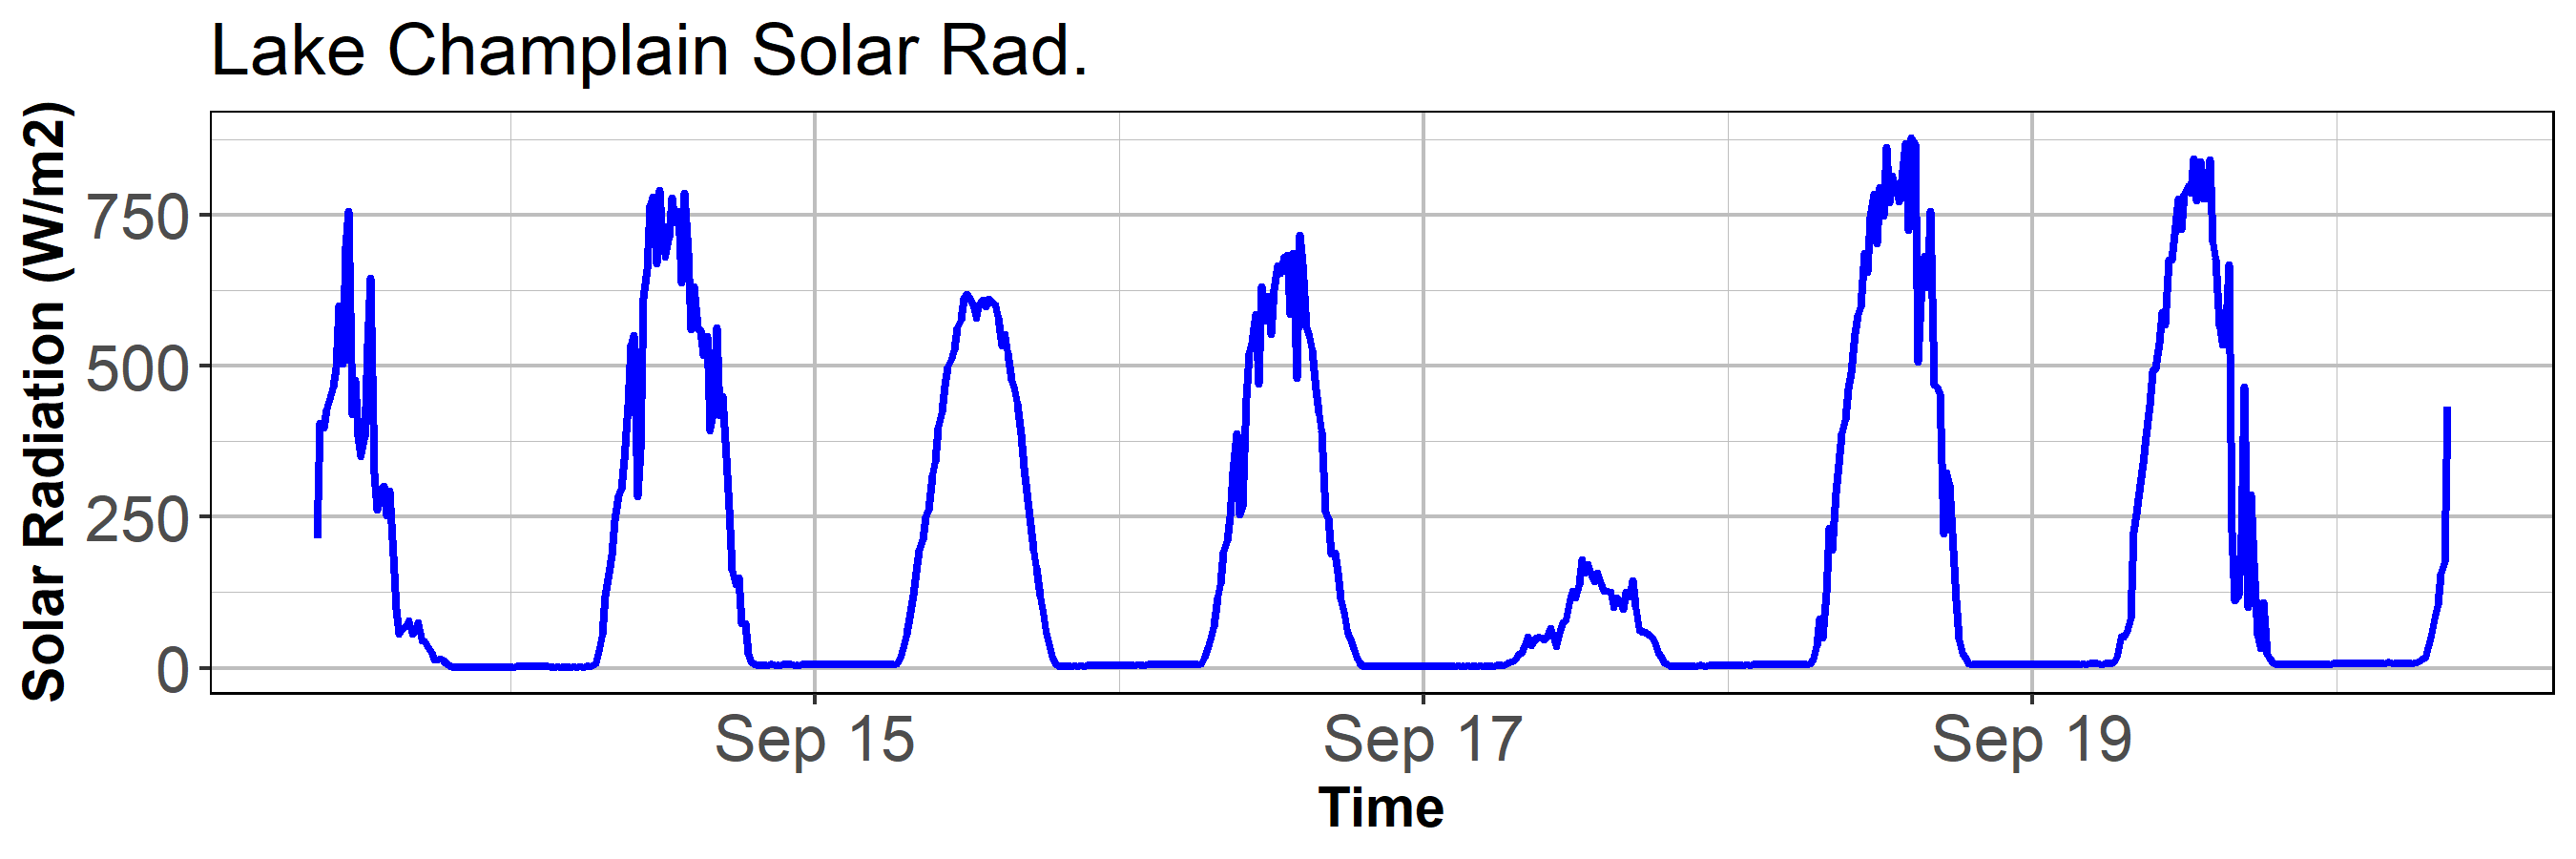 Lake Champlain Solar Rad.
Solar Radiation (W/m2)
750
500
250
0
Sep 15
Sep 17
Sep 19
Time